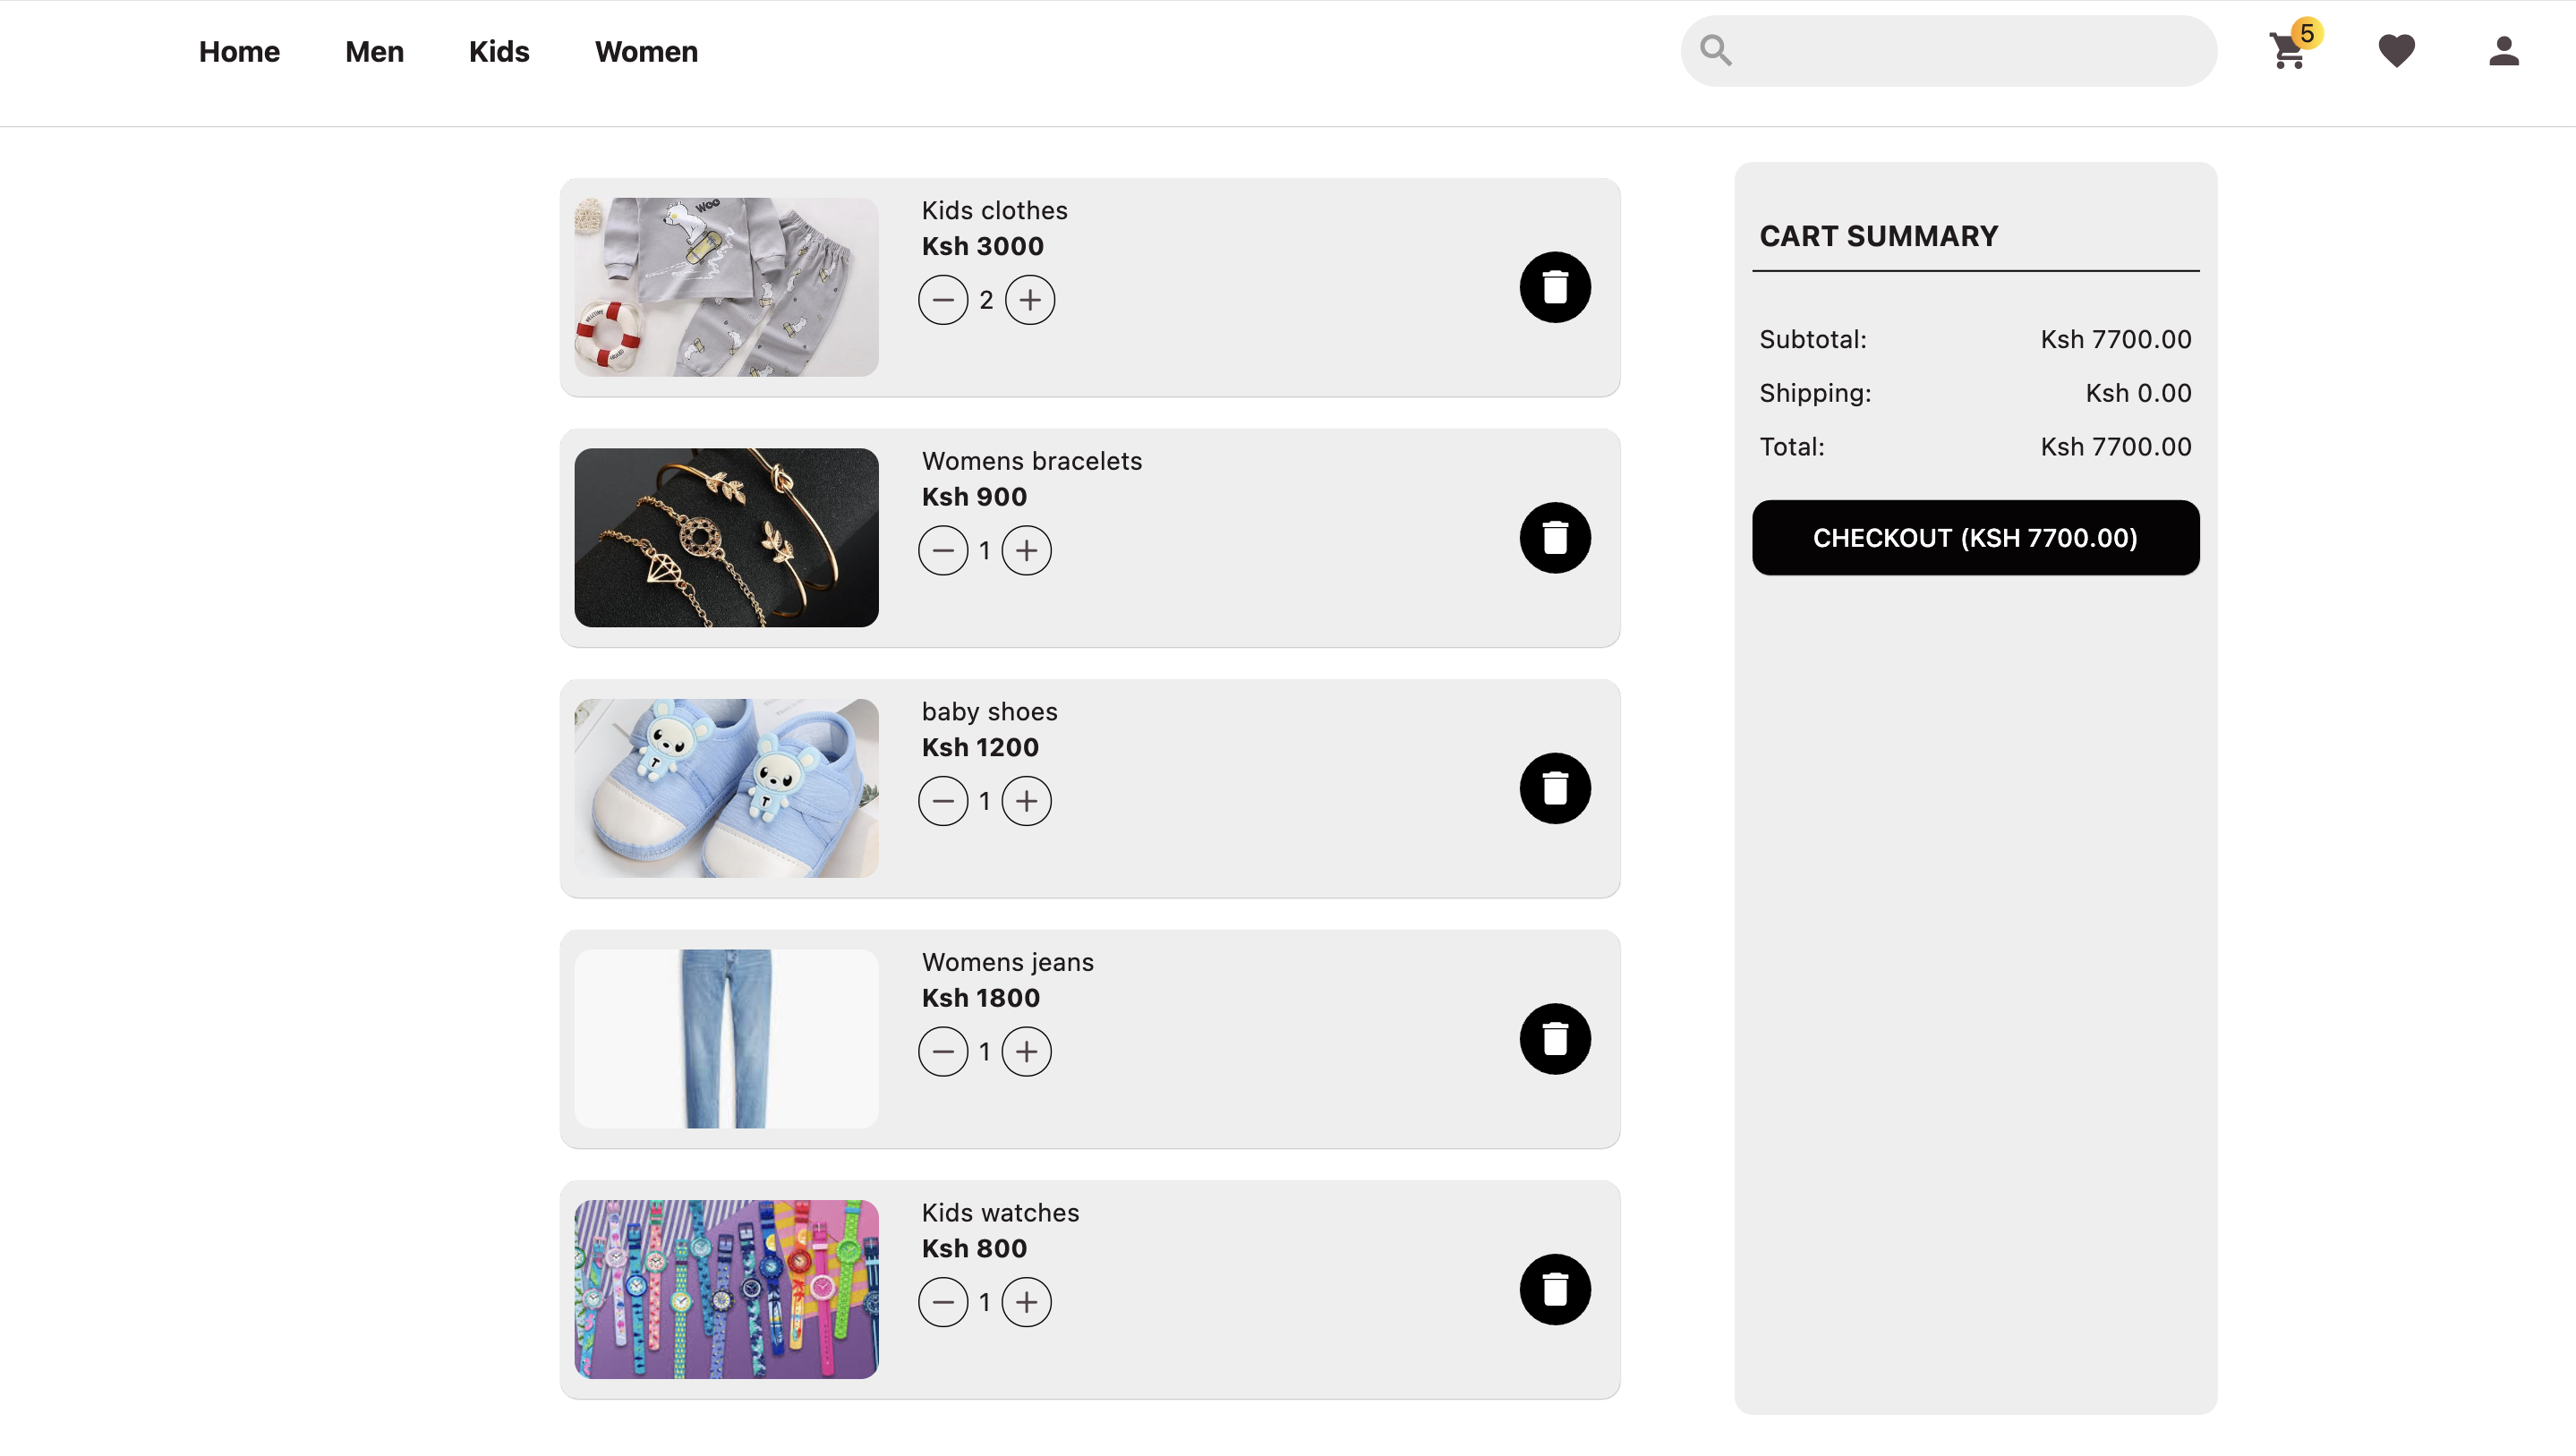 Home Men Kids Women 5
Kids clothes
Ksh 3000
2
Womens bracelets
Ksh 900
1
baby shoes
Ksh 1200
1
Womens jeans
Ksh 1800
1
Kids watches
Ksh 800
1
CART SUMMARY
Subtotal: Ksh 7700.00
Shipping: Ksh 0.00
Total: Ksh 7700.00
CHECKOUT (KSH 7700.00)
Woo
WELCOME
T
T